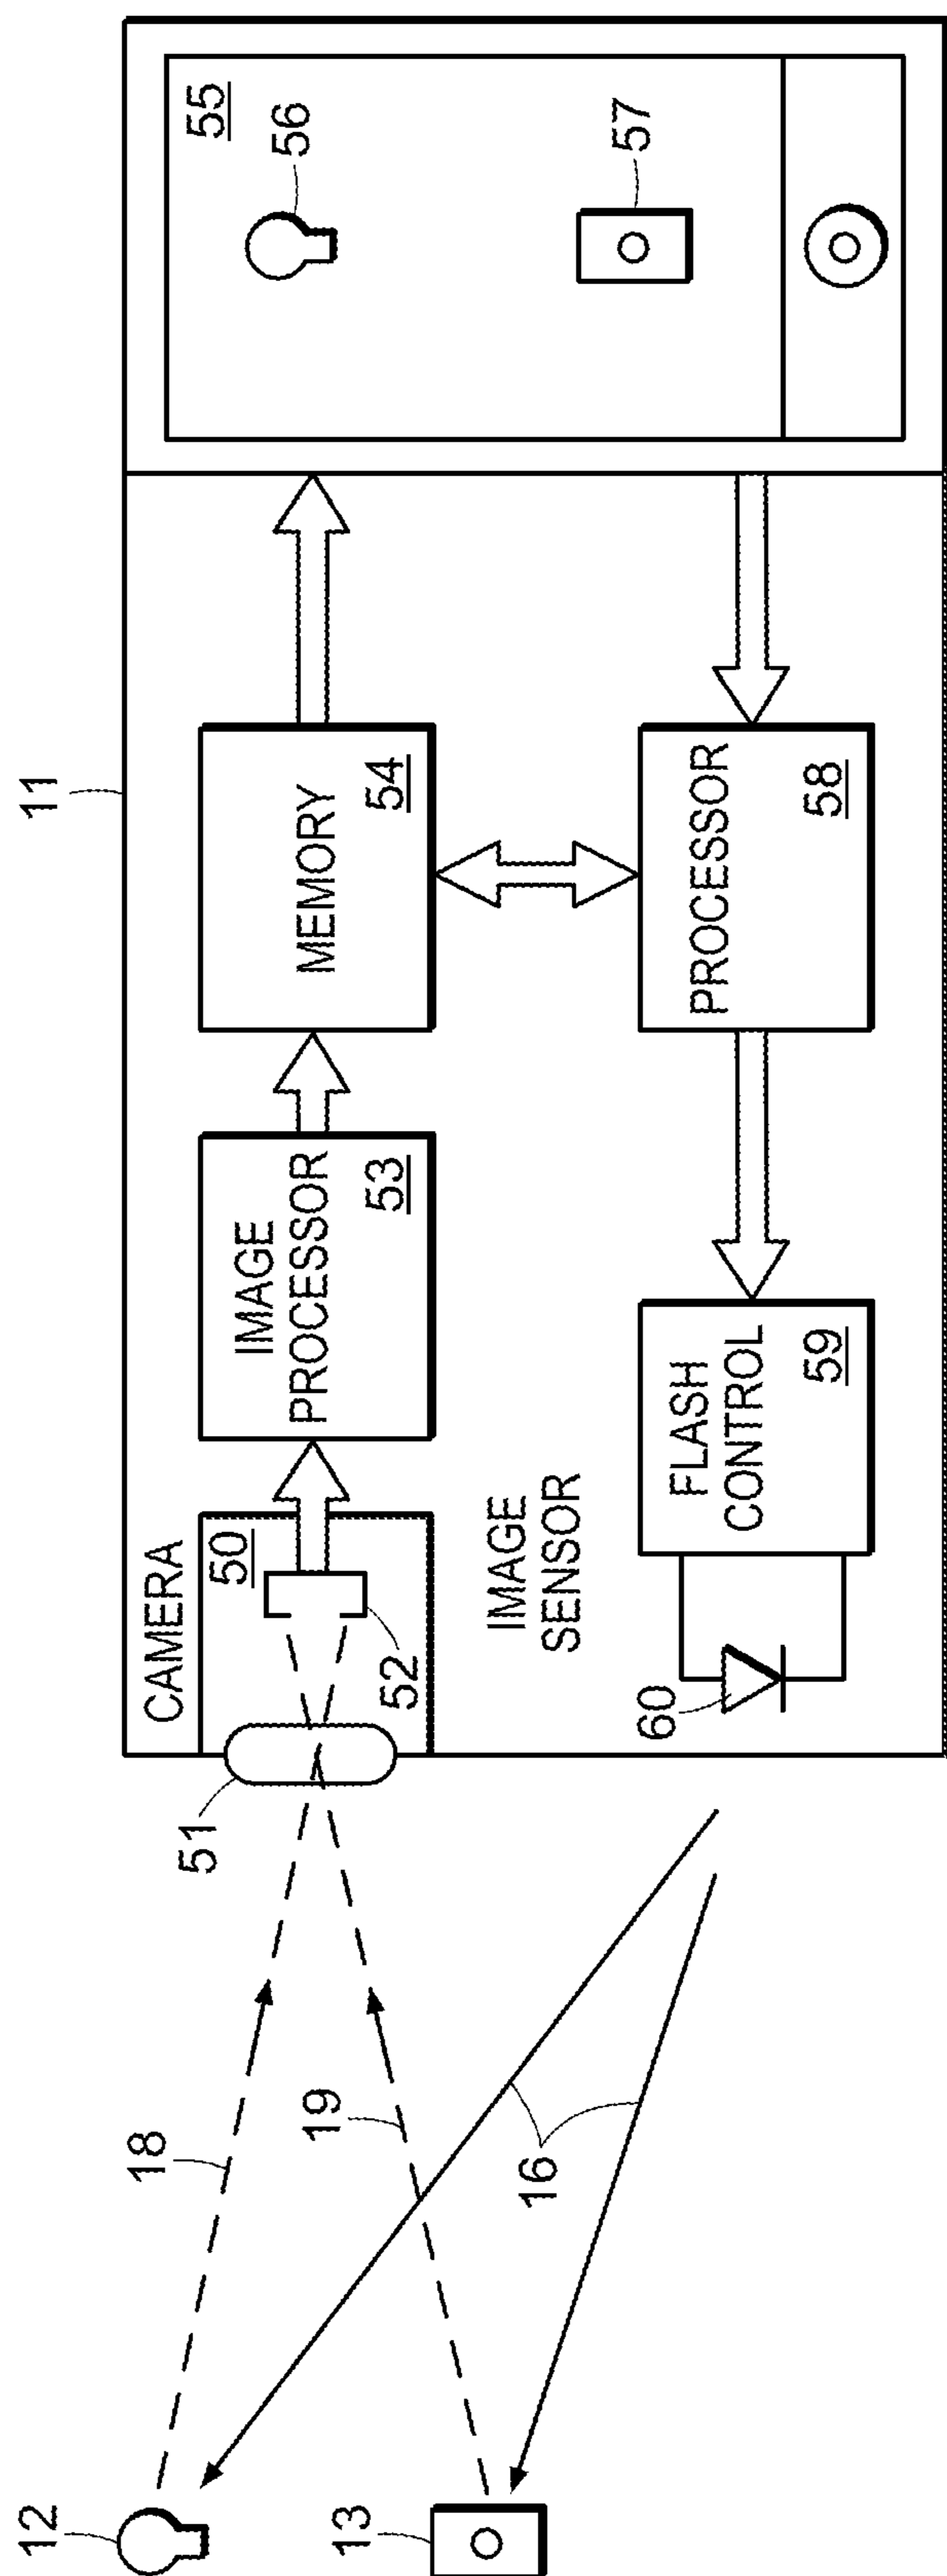 11
CAMERA
50
51
52
IMAGE
PROCESSOR
53
MEMORY
54
55
56
57
IMAGE
SENSOR
60
FLASH
CONTROL
59
PROCESSOR
58
12
18
19
16
13